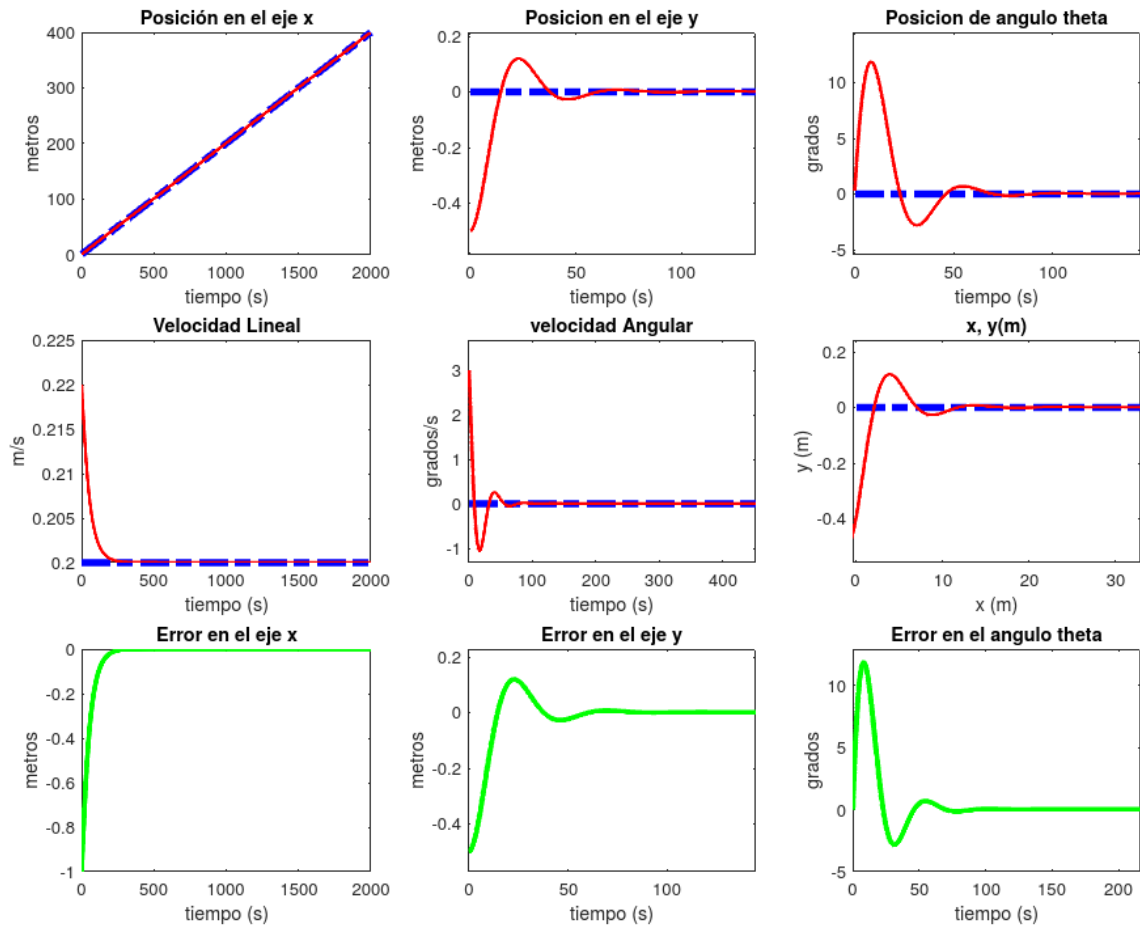 Posición en el eje x
400
300
200
100
0
metros
0 500 1000 1500 2000
tiempo (s)
Posicion en el eje y
0.2
0
-0.2
-0.4
metros
0 50 100
tiempo (s)
Posicion de angulo theta
10
5
0
-5
grados
0 50 100
tiempo (s)
Velocidad Lineal
0.225
0.22
0.215
0.21
0.205
0.2
m/s
0 500 1000 1500 2000
tiempo (s)
velocidad Angular
3
2
1
0
-1
grados/s
0 100 200 300 400
tiempo (s)
x, y(m)
0.2
0
-0.2
-0.4
y (m)
0 10 20 30
x (m)
Error en el eje x
0
-0.2
-0.4
-0.6
-0.8
-1
metros
0 500 1000 1500 2000
tiempo (s)
Error en el eje y
0.2
0
-0.2
-0.4
metros
0 50 100
tiempo (s)
Error en el angulo theta
10
5
0
-5
grados
0 50 100 150 200
tiempo (s)